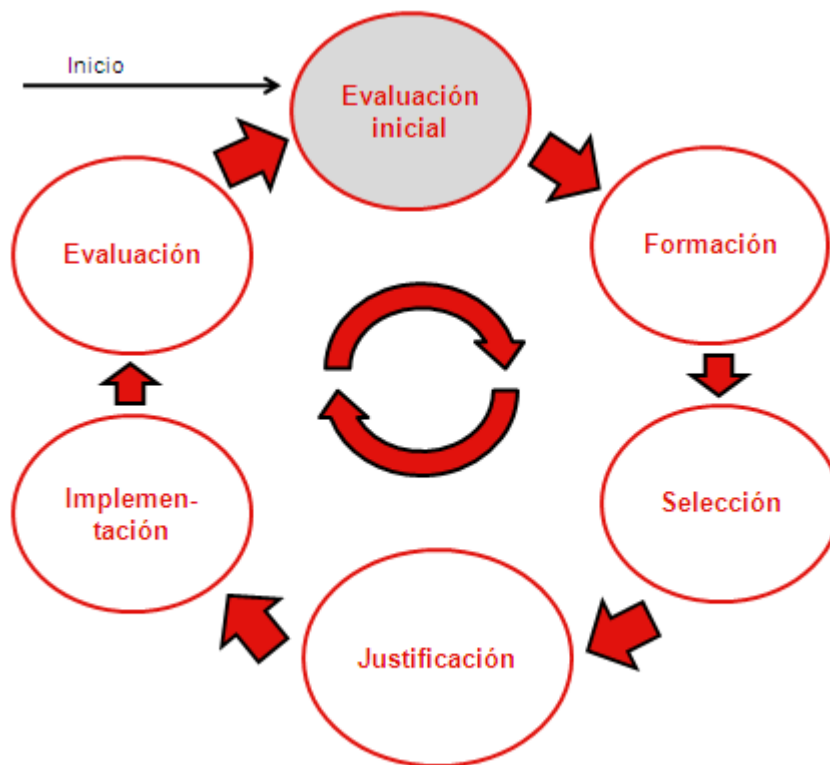 Inicio
Evaluación
inicial
Formación
Selección
Justificación
Implemen-
tación
Evaluación